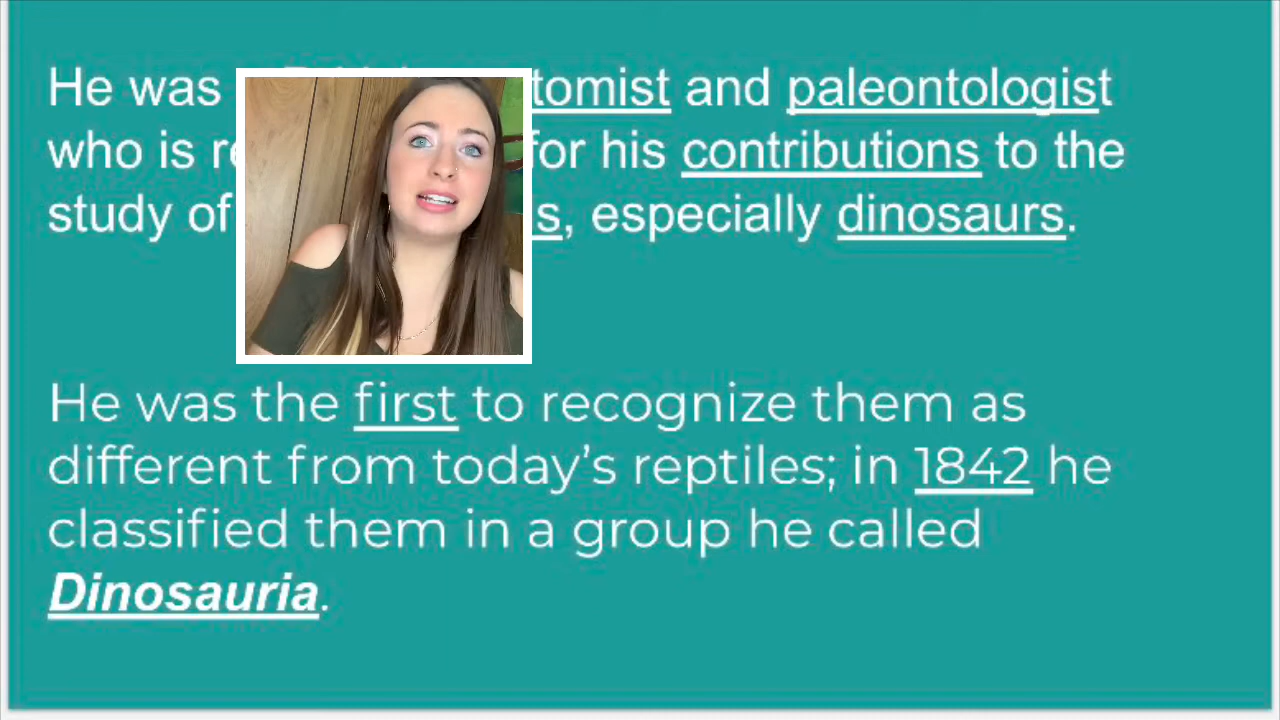 He was tomist and paleontologist
who is for his contributions to the
study of s, especially dinosaurs.
He was the first to recognize them as
different from today’s reptiles; in 1842 he
classified them in a group he called
Dinosauria.